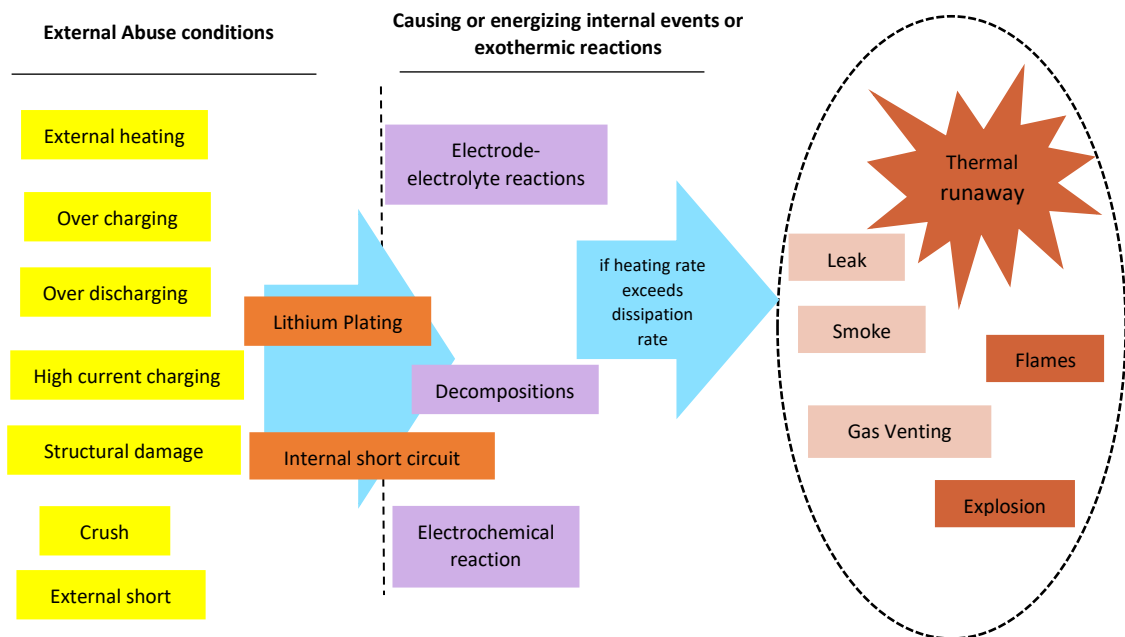 External Abuse conditions
Causing or energizing internal events or
exothermic reactions
External heating
Over charging
Over discharging
High current charging
Structural damage
Crush
External short
Lithium Plating
Internal short circuit
Electrode-
electrolyte reactions
Decompositions
Electrochemical
reaction
if heating rate
exceeds
dissipation
rate
Thermal
runaway
Leak
Smoke
Flames
Gas Venting
Explosion